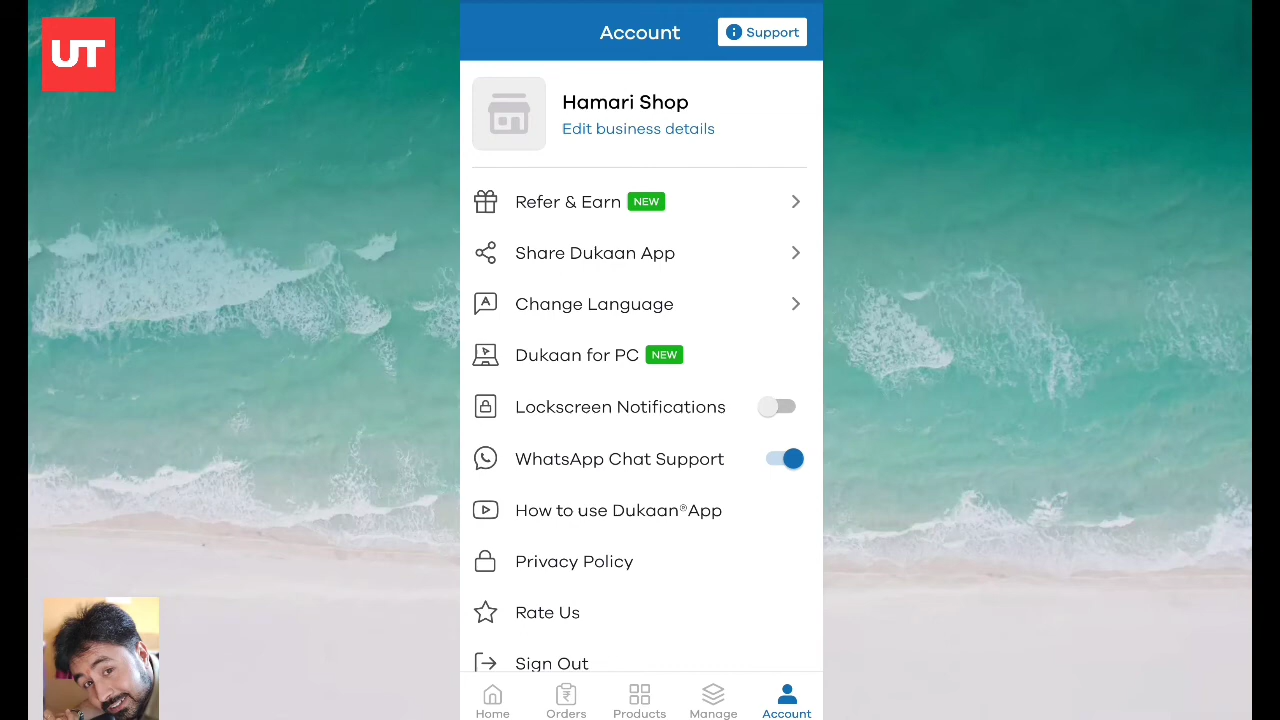 UT
Account
Support
Hamari Shop
Edit business details
Refer & Earn NEW
Share Dukaan App
Change Language
Dukaan for PC NEW
Lockscreen Notifications
WhatsApp Chat Support
How to use Dukaan®App
Privacy Policy
Rate Us
Sign Out
Home Orders Products Manage Account